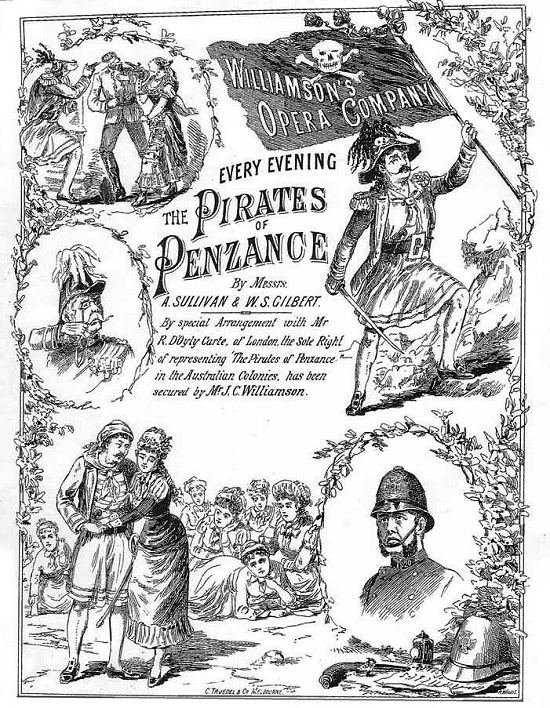 WILLIAMSON'S
OPERA COMPANY
EVERY EVENING
THE PIRATES
OF
PENZANCE
By Messrs.
A. SULLIVAN & W. S. GILBERT.
By special Arrangement with Mr
R. D'Oyly Carte, of London, the Sole Right
of representing "The Pirates of Penzance"
in the Australian Colonies, has been
secured by Mr J. C. Williamson.
C. TROEDEL & Co MELBOURNE.